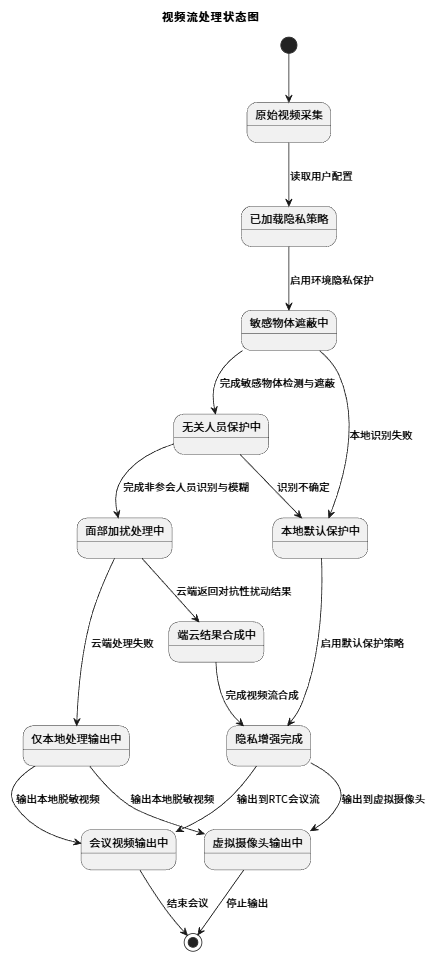 视频流处理状态图
原始视频采集
读取用户配置
已加载隐私策略
启用环境隐私保护
敏感物体遮蔽中
完成敏感物体检测与遮蔽
无关人员保护中
本地识别失败
完成非参会人员识别与模糊
识别不确定
面部加扰处理中
本地默认保护中
云端返回对抗性扰动结果
端云结果合成中
云端处理失败
启用默认保护策略
完成视频流合成
仅本地处理输出中
隐私增强完成
输出本地脱敏视频
输出本地脱敏视频
输出到RTC会议流
输出到虚拟摄像头
会议视频输出中
虚拟摄像头输出中
结束会议
停止输出